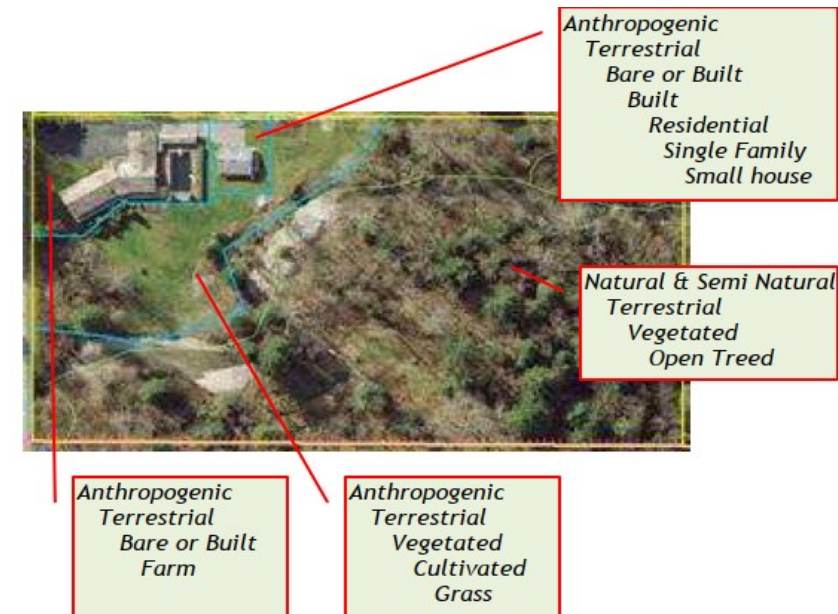 Anthropogenic
Terrestrial
Bare or Built
Built
Residential
Single Family
Small house
Natural & Semi Natural
Terrestrial
Vegetated
Open Treed
Anthropogenic
Terrestrial
Bare or Built
Farm
Anthropogenic
Terrestrial
Vegetated
Cultivated
Grass